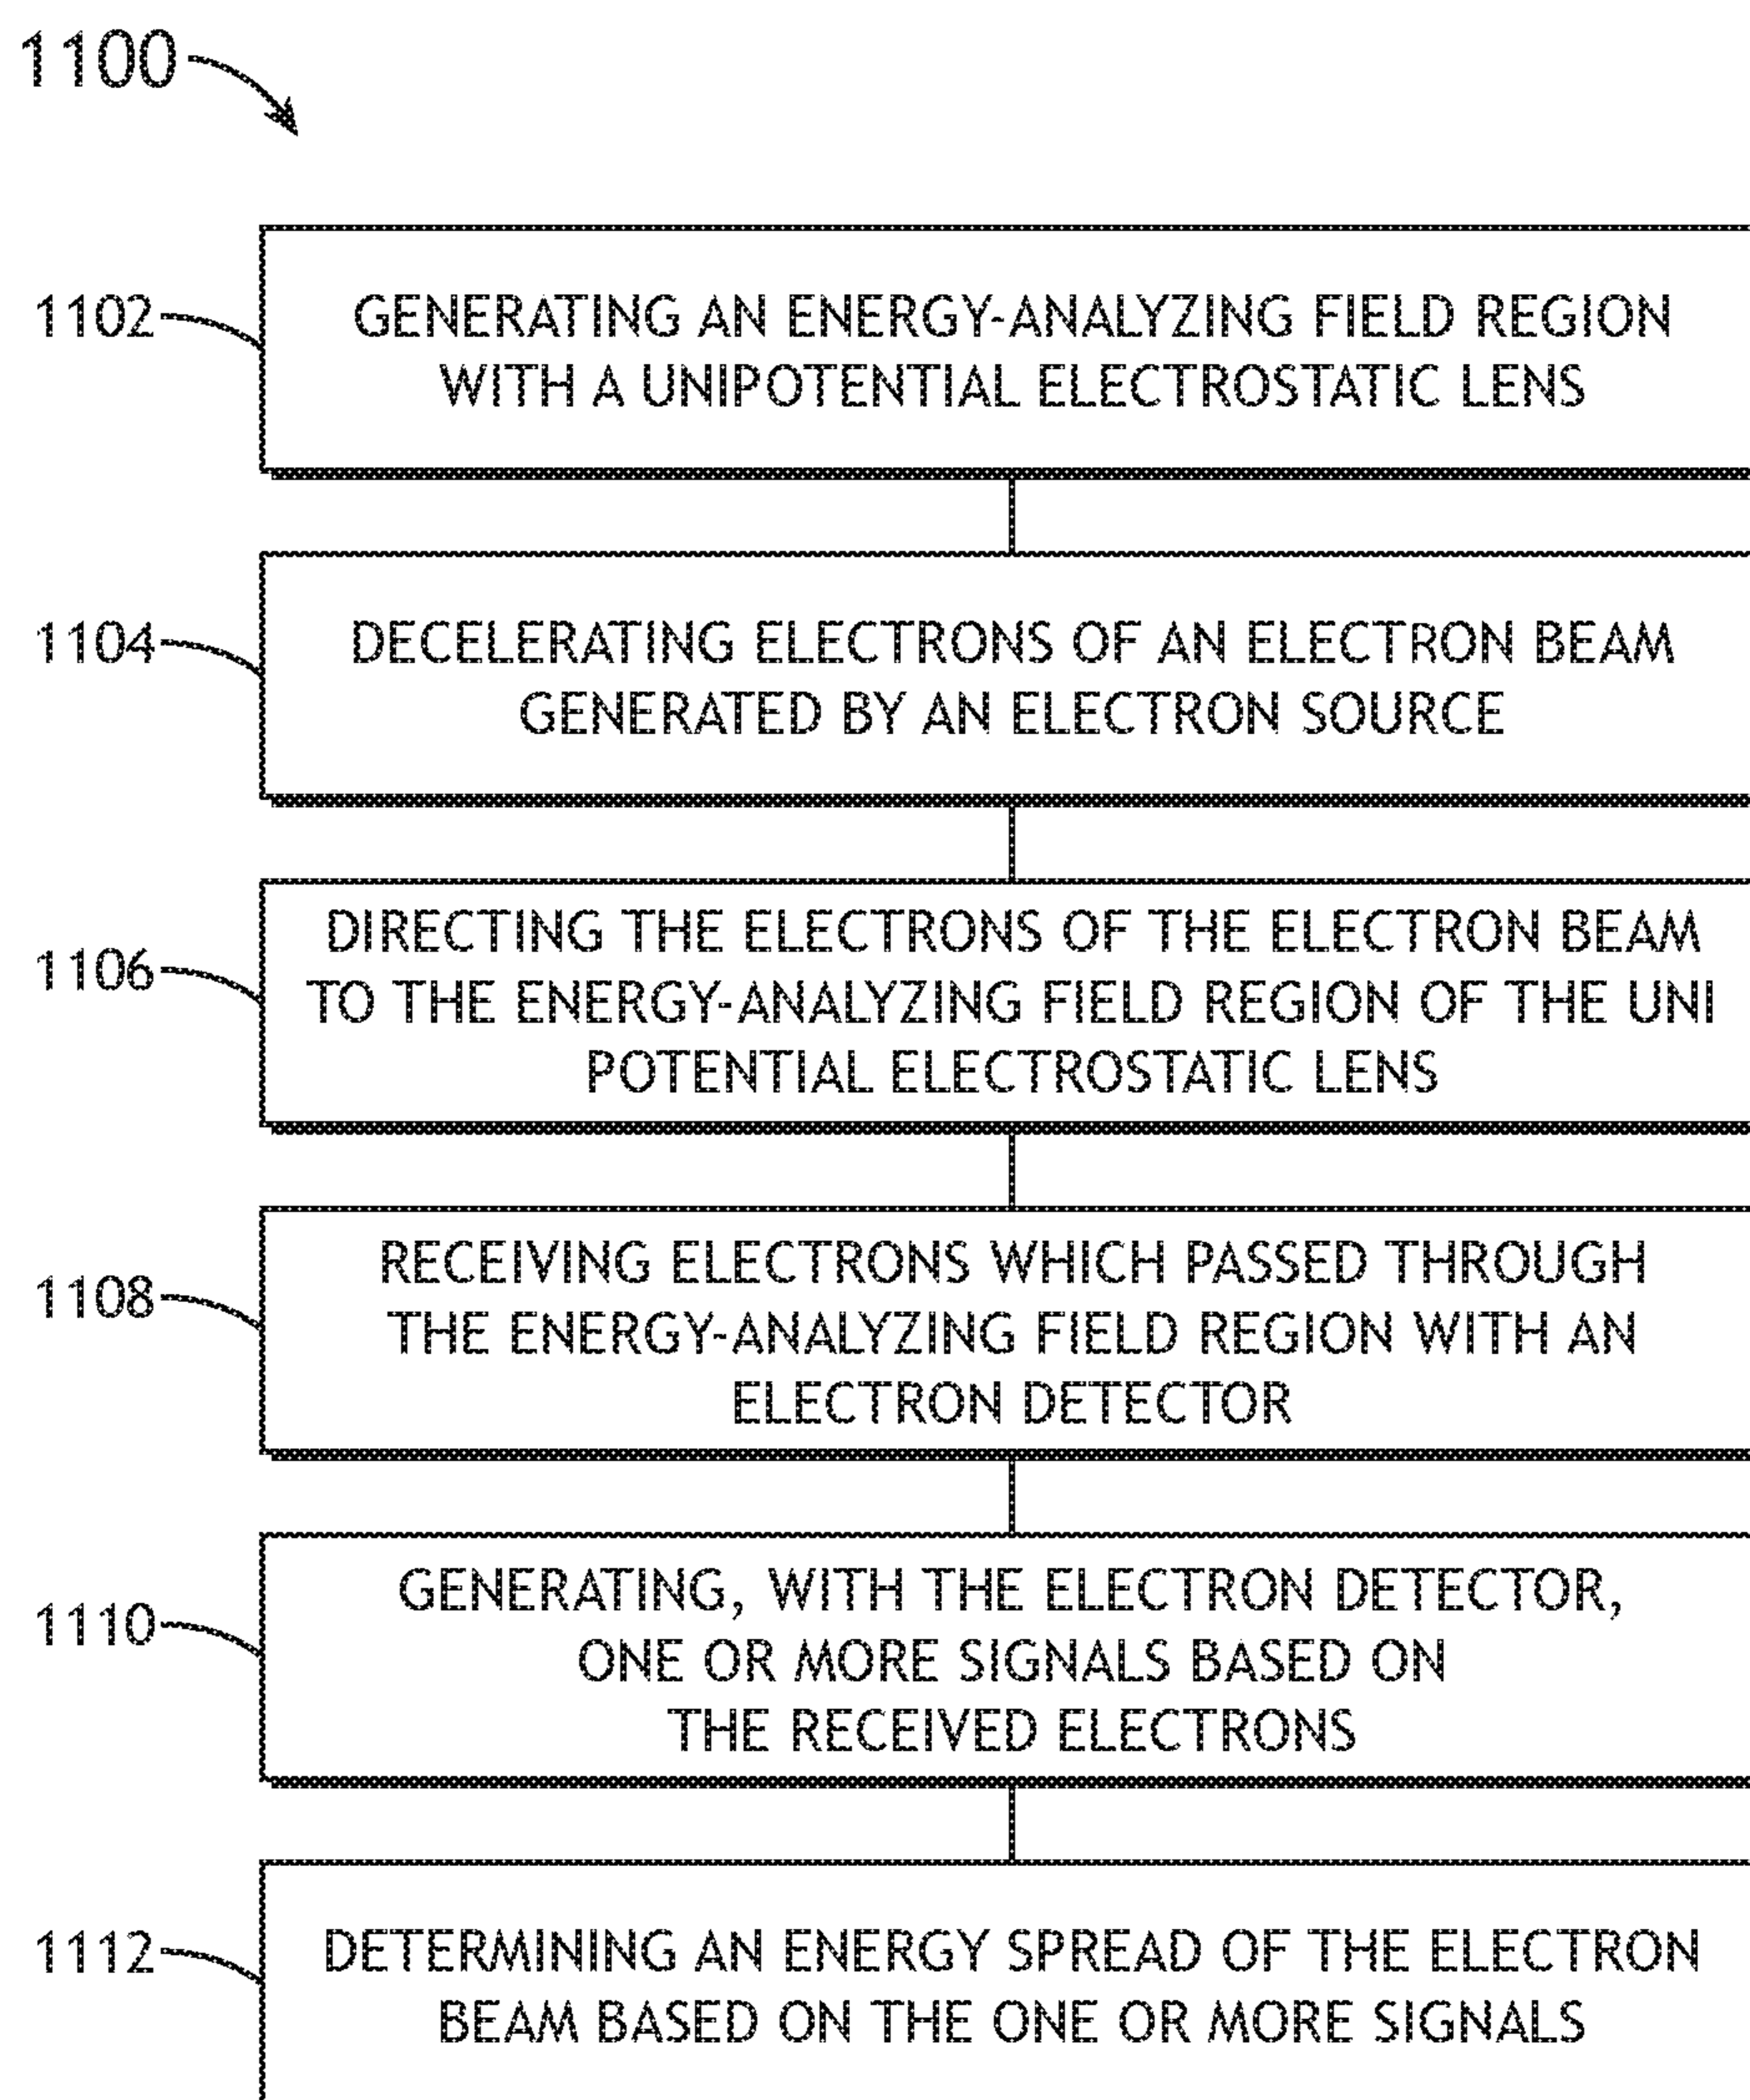 1100
1102
GENERATING AN ENERGY-ANALYZING FIELD REGION
WITH A UNIPOTENTIAL ELECTROSTATIC LENS
1104
DECELERATING ELECTRONS OF AN ELECTRON BEAM
GENERATED BY AN ELECTRON SOURCE
1106
DIRECTING THE ELECTRONS OF THE ELECTRON BEAM
TO THE ENERGY-ANALYZING FIELD REGION OF THE UNI
POTENTIAL ELECTROSTATIC LENS
1108
RECEIVING ELECTRONS WHICH PASSED THROUGH
THE ENERGY-ANALYZING FIELD REGION WITH AN
ELECTRON DETECTOR
1110
GENERATING, WITH THE ELECTRON DETECTOR,
ONE OR MORE SIGNALS BASED ON
THE RECEIVED ELECTRONS
1112
DETERMINING AN ENERGY SPREAD OF THE ELECTRON
BEAM BASED ON THE ONE OR MORE SIGNALS